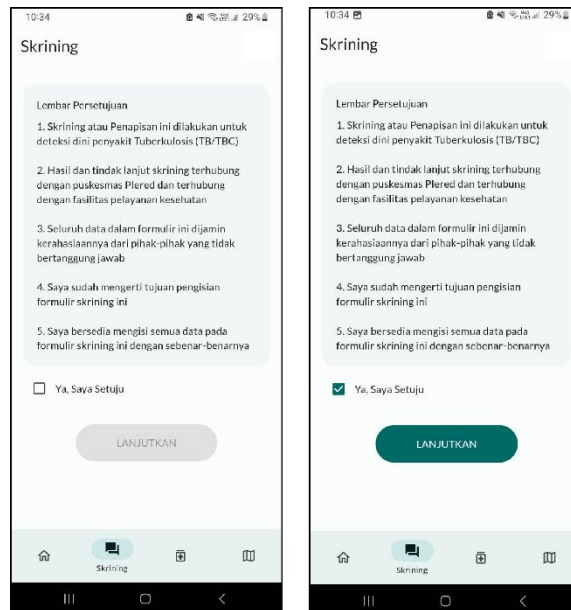 10:34
29%
Skrining
Lembar Persetujuan
1. Skrining atau Penapisan ini dilakukan untuk
deteksi dini penyakit Tuberkulosis (TB/TBC)
2. Hasil dan tindak lanjut skrining terhubung
dengan puskesmas Plered dan terhubung
dengan fasilitas pelayanan kesehatan
3. Seluruh data dalam formulir ini dijamin
kerahasiaannya dari pihak-pihak yang tidak
bertanggung jawab
4. Saya sudah mengerti tujuan pengisian
formulir skrining ini
5. Saya bersedia mengisi semua data pada
formulir skrining ini dengan sebenar-benarnya
Ya, Saya Setuju
LANJUTKAN
Skrining
10:34
29%
Skrining
Lembar Persetujuan
1. Skrining atau Penapisan ini dilakukan untuk
deteksi dini penyakit Tuberkulosis (TB/TBC)
2. Hasil dan tindak lanjut skrining terhubung
dengan puskesmas Plered dan terhubung
dengan fasilitas pelayanan kesehatan
3. Seluruh data dalam formulir ini dijamin
kerahasiaannya dari pihak-pihak yang tidak
bertanggung jawab
4. Saya sudah mengerti tujuan pengisian
formulir skrining ini
5. Saya bersedia mengisi semua data pada
formulir skrining ini dengan sebenar-benarnya
Ya, Saya Setuju
LANJUTKAN
Skrining